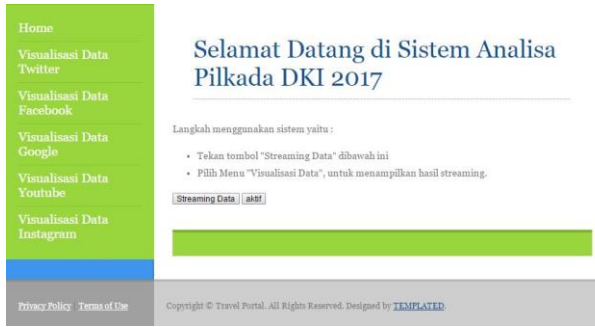 Home
Visualisasi Data
Twitter
Visualisasi Data
Facebook
Visualisasi Data
Google
Visualisasi Data
Youtube
Visualisasi Data
Instagram
Selamat Datang di Sistem Analisa
Pilkada DKI 2017
Langkah menggunakan sistem yaitu :
• Tekan tombol "Streaming Data" dibawah ini
• Pilih Menu "Visualisasi Data", untuk menampilkan hasil streaming.
Streaming Data aktif
Privacy Policy Terms of Use
Copyright © Travel Portal. All Rights Reserved. Designed by TEMPLATED.